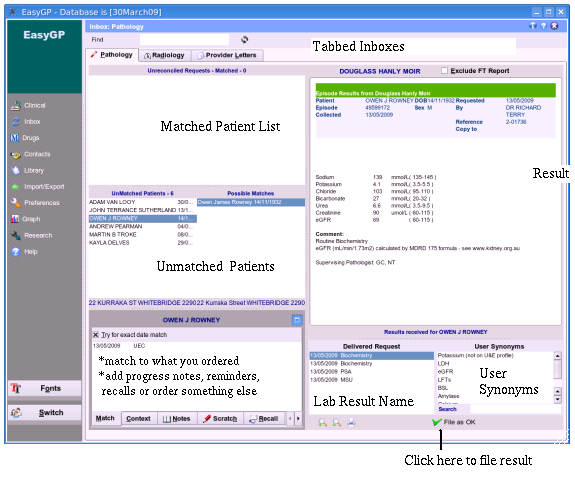 EasyGP - Database is [30March09]
EasyGP
Inbox: Pathology
Find
Tabbed Inboxes
Pathology
Radiology
Provider Letters
Clinical
Inbox
Drugs
Contacts
Library
Import/Export
Preferences
Graph
Research
Help
Fonts
Switch
Unreconciled Requests - Matched - 0
Matched Patient List
UnMatched Patients - 6 Possible Matches
ADAM VAN LOOY 30/0...
JOHN TERRANCE SUTHERLAND 13/1...
OWEN J ROWNEY 14/1...
ANDREW PEARMAN 04/0...
MARTIN B TROKE 08/0...
KAYLA DELVES 29/0...
Owen James Rowney 14/11/1932
Unmatched Patients
22 KURRAKA ST WHITEBRIDGE 2290 22 Kurraka Street WHITEBRIDGE 2290
OWEN J ROWNEY
Try for exact date match
13/05/2009 UEC
*match to what you ordered
*add progress notes, reminders,
recalls or order something else
Match Context Notes Scratch Recall
DOUGLASS HANLY MOIR Exclude FT Report
Episode Results from Douglass Hanly Moir
Patient OWEN J ROWNEY DOB 14/11/1932 Requested 13/05/2009
Episode 49599172 Sex M By DR RICHARD
Collected 13/05/2009 TERRY
Reference 2-01736
Copy to
Result
Sodium 139 mmol/L( 135-145 )
Potassium 4.1 mmol/L( 3.5-5.5 )
Chloride 103 mmol/L( 95-110 )
Bicarbonate 27 mmol/L( 20-32 )
Urea 6.6 mmol/L( 3.5-9.5 )
Creatinine 90 umol/L( 60-115 )
eGFR 69 ( 60-115 )
Comment:
Routine Biochemistry
eGFR (mL/min/1.73m2) calculated by MDRD 175 formula - see www.kidney.org.au
Supervising Pathologist: GC, NT
Results received for OWEN J ROWNEY
Delivered Request User Synonyms
13/05/2009 Biochemistry
13/05/2009 Biochemistry
13/05/2009 PSA
13/05/2009 MSU
Lab Result Name
Potassium (not on U&E profile)
LDH
eGFR
LFTs
BSL
Amylase
User
Synonyms
Search
File as OK
Click here to file result